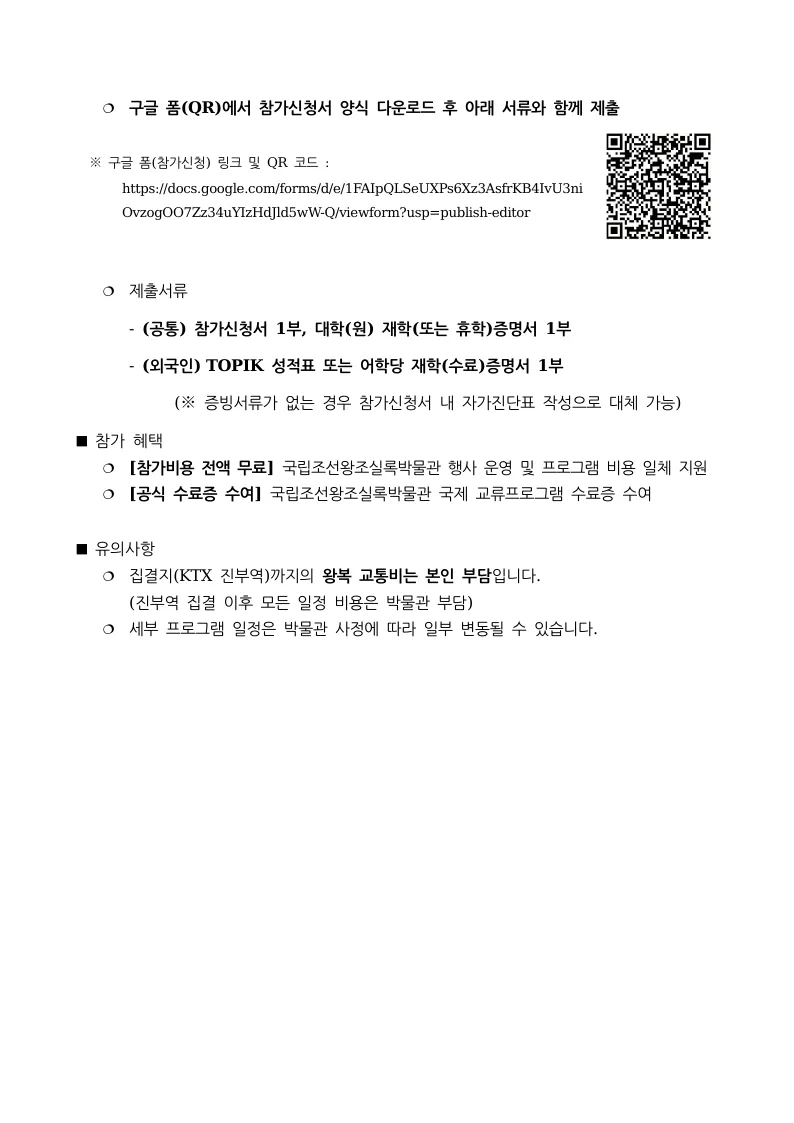 ❍ 구글 폼(QR)에서 참가신청서 양식 다운로드 후 아래 서류와 함께 제출
※ 구글 폼(참가신청) 링크 및 QR 코드 :
https://docs.google.com/forms/d/e/1FAIpQLSeUXPs6Xz3AsfrKB4IvU3ni
OvzogOO7Zz34uYIzHdJld5wW-Q/viewform?usp=publish-editor
❍ 제출서류
- (공통) 참가신청서 1부, 대학(원) 재학(또는 휴학)증명서 1부
- (외국인) TOPIK 성적표 또는 어학당 재학(수료)증명서 1부
(※ 증빙서류가 없는 경우 참가신청서 내 자가진단표 작성으로 대체 가능)
■ 참가 혜택
❍ [참가비용 전액 무료] 국립조선왕조실록박물관 행사 운영 및 프로그램 비용 일체 지원
❍ [공식 수료증 수여] 국립조선왕조실록박물관 국제 교류프로그램 수료증 수여
■ 유의사항
❍ 집결지(KTX 진부역)까지의 왕복 교통비는 본인 부담입니다.
(진부역 집결 이후 모든 일정 비용은 박물관 부담)
❍ 세부 프로그램 일정은 박물관 사정에 따라 일부 변동될 수 있습니다.